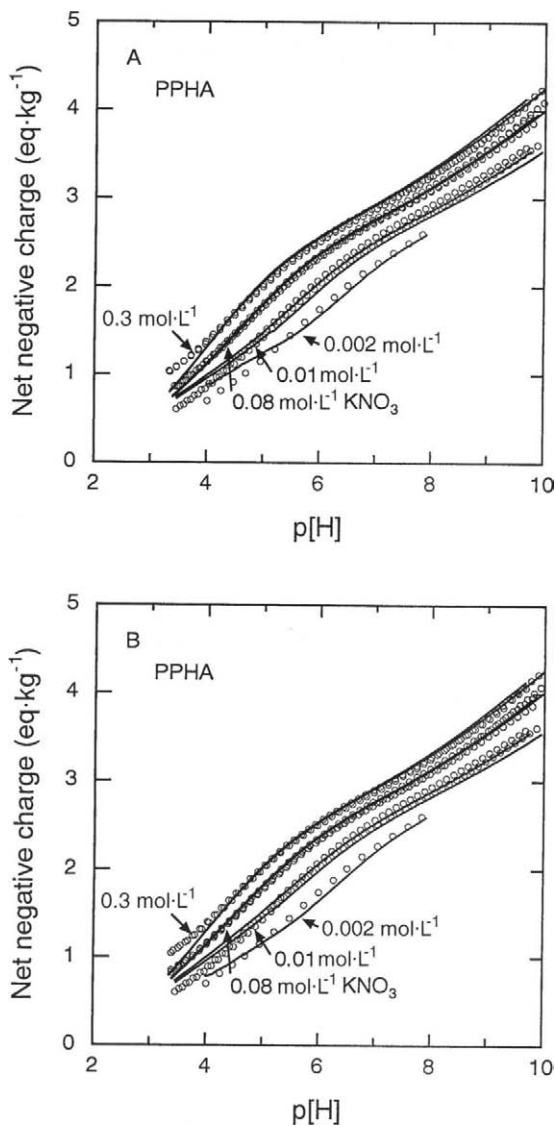 5
A
PPHA
4
3
2
0.3 mol·L⁻¹
0.002 mol·L⁻¹
1
0.01 mol·L⁻¹
0.08 mol·L⁻¹ KNO₃
0
2 4 6 8 10
Net negative charge (eq·kg⁻¹)
p[H]
5
B
PPHA
4
3
2
0.3 mol·L⁻¹
0.002 mol·L⁻¹
1
0.01 mol·L⁻¹
0.08 mol·L⁻¹ KNO₃
0
2 4 6 8 10
Net negative charge (eq·kg⁻¹)
p[H]